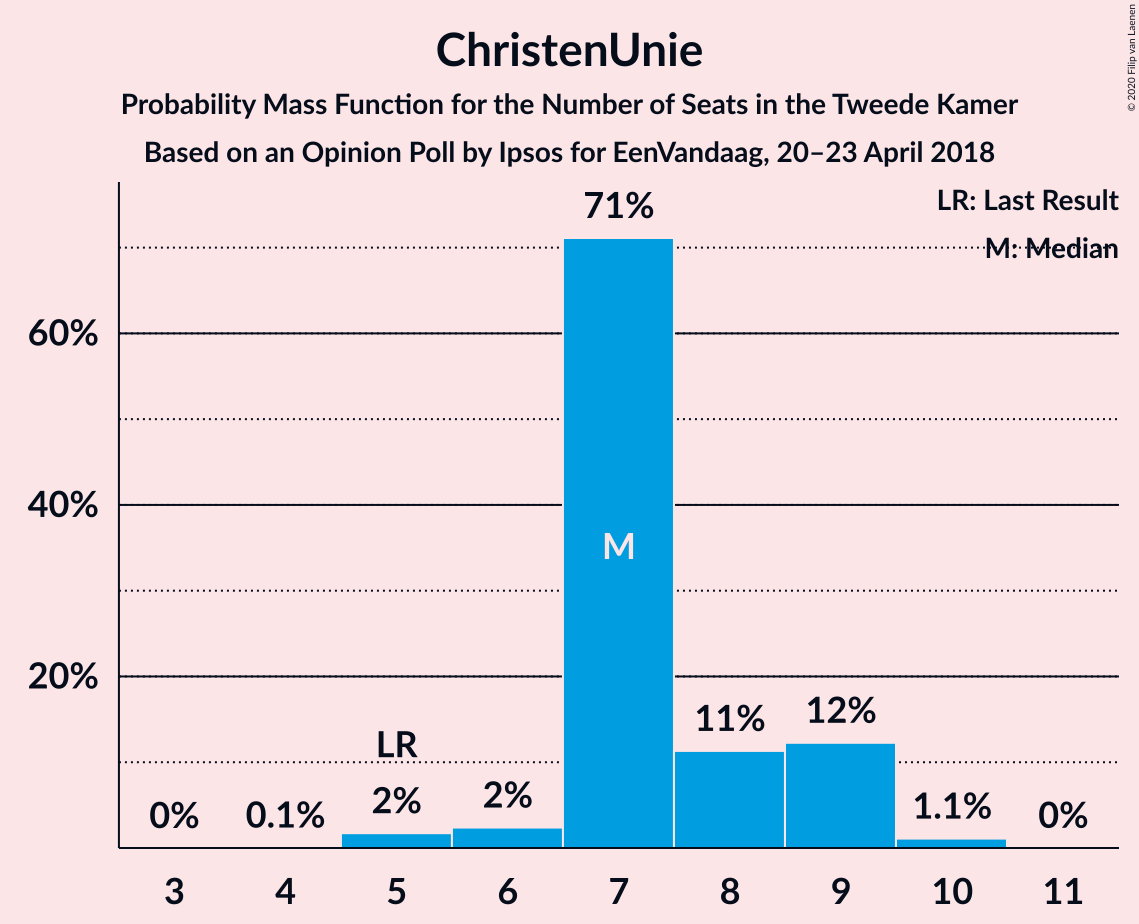 ChristenUnie
Probability Mass Function for the Number of Seats in the Tweede Kamer
Based on an Opinion Poll by Ipsos for EenVandaag, 20–23 April 2018
© 2020 Filip van Laenen
LR: Last Result
M: Median
71%
60%
40%
M
20%
12%
11%
LR
2%
2%
1.1%
0%
0.1%
0%
3 4 5 6 7 8 9 10 11